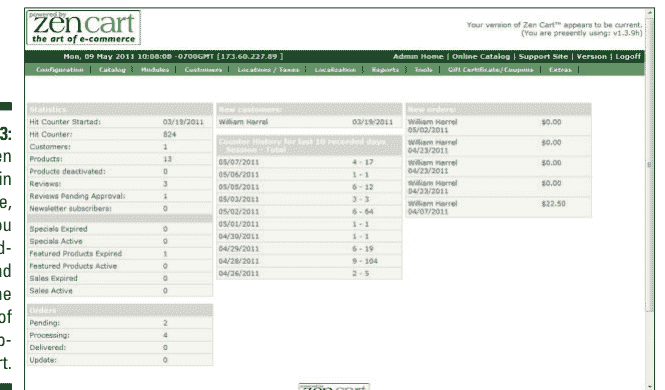 powered by
zen cart
the art of e-commerce
Your version of Zen Cart™ appears to be current.
(You are presently using: v1.3.9h)
Mon, 09 May 2011 10:08:08 -0700GMT [173.60.227.89 ]
Admin Home | Online Catalog | Support Site | Version | Logoff
Configuration | Catalog | Modules | Customers | Locations / Taxes | Localization | Reports | Tools | Gift Certificate/Coupons | Extras |
Statistics
Hit Counter Started: 03/19/2011
Hit Counter: 824
Customers: 1
Products: 13
Products deactivated: 0
Reviews: 3
Reviews Pending Approval: 1
Newsletter subscribers: 0
Specials Expired 0
Specials Active 0
Featured Products Expired 1
Featured Products Active 0
Sales Expired 0
Sales Active 0
Orders
Pending: 2
Processing: 4
Delivered: 0
Update: 0
New customers:
William Harrel 03/19/2011
Counter History for last 10 recorded days
Session - Total
05/07/2011 4 - 17
05/06/2011 1 - 1
05/05/2011 6 - 12
05/03/2011 3 - 3
05/02/2011 6 - 64
05/01/2011 1 - 1
04/30/2011 1 - 1
04/29/2011 6 - 19
04/28/2011 9 - 104
04/26/2011 2 - 5
New orders:
William Harrel $0.00
05/02/2011
William Harrel $0.00
04/23/2011
William Harrel $0.00
04/23/2011
William Harrel $0.00
04/23/2011
William Harrel $22.50
04/07/2011
zen cart
3:
en
in
e,
ou
d-
nd
ne
of
p-
rt.